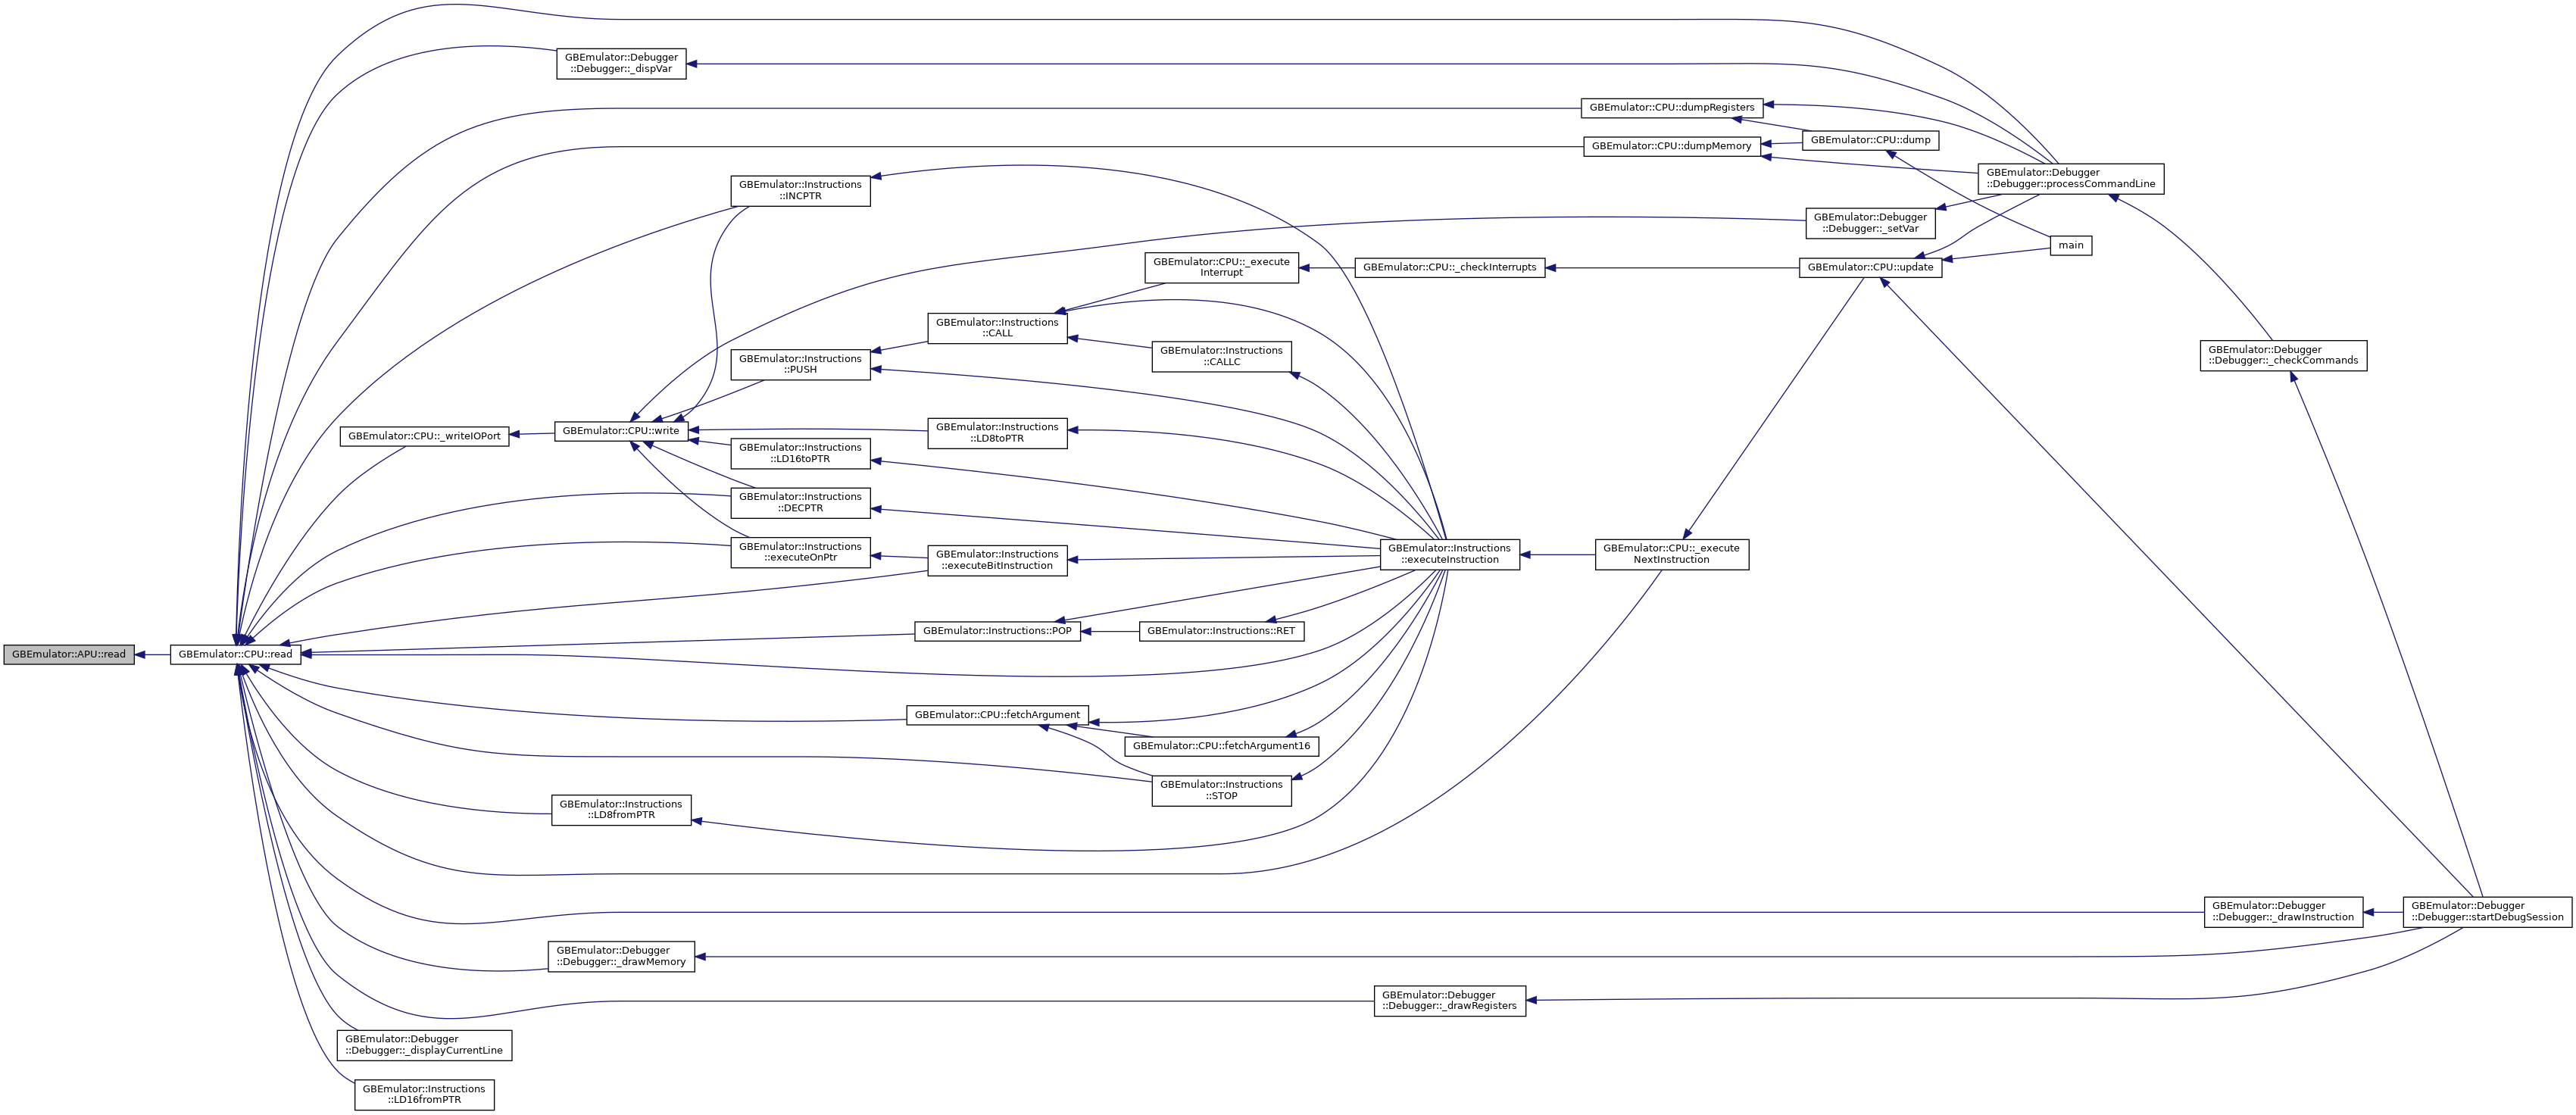 GBEmulator::Debugger
::Debugger::_dispVar
GBEmulator::CPU::dumpRegisters
GBEmulator::CPU::dump
GBEmulator::CPU::dumpMemory
GBEmulator::Debugger
::Debugger::processCommandLine
GBEmulator::Instructions
::INCPTR
GBEmulator::Debugger
::Debugger::_setVar
main
GBEmulator::CPU::_execute
Interrupt
GBEmulator::CPU::_checkInterrupts
GBEmulator::CPU::update
GBEmulator::Instructions
::CALL
GBEmulator::Instructions
::CALLC
GBEmulator::Debugger
::Debugger::_checkCommands
GBEmulator::Instructions
::PUSH
GBEmulator::CPU::_writeIOPort
GBEmulator::CPU::write
GBEmulator::Instructions
::LD8toPTR
GBEmulator::Instructions
::LD16toPTR
GBEmulator::Instructions
::DECPTR
GBEmulator::Instructions
::executeOnPtr
GBEmulator::Instructions
::executeBitInstruction
GBEmulator::Instructions
::executeInstruction
GBEmulator::CPU::_execute
NextInstruction
GBEmulator::Instructions::POP
GBEmulator::Instructions::RET
GBEmulator::APU::read
GBEmulator::CPU::read
GBEmulator::CPU::fetchArgument
GBEmulator::CPU::fetchArgument16
GBEmulator::Instructions
::STOP
GBEmulator::Instructions
::LD8fromPTR
GBEmulator::Debugger
::Debugger::_drawInstruction
GBEmulator::Debugger
::Debugger::startDebugSession
GBEmulator::Debugger
::Debugger::_drawMemory
GBEmulator::Debugger
::Debugger::_drawRegisters
GBEmulator::Debugger
::Debugger::_displayCurrentLine
GBEmulator::Instructions
::LD16fromPTR